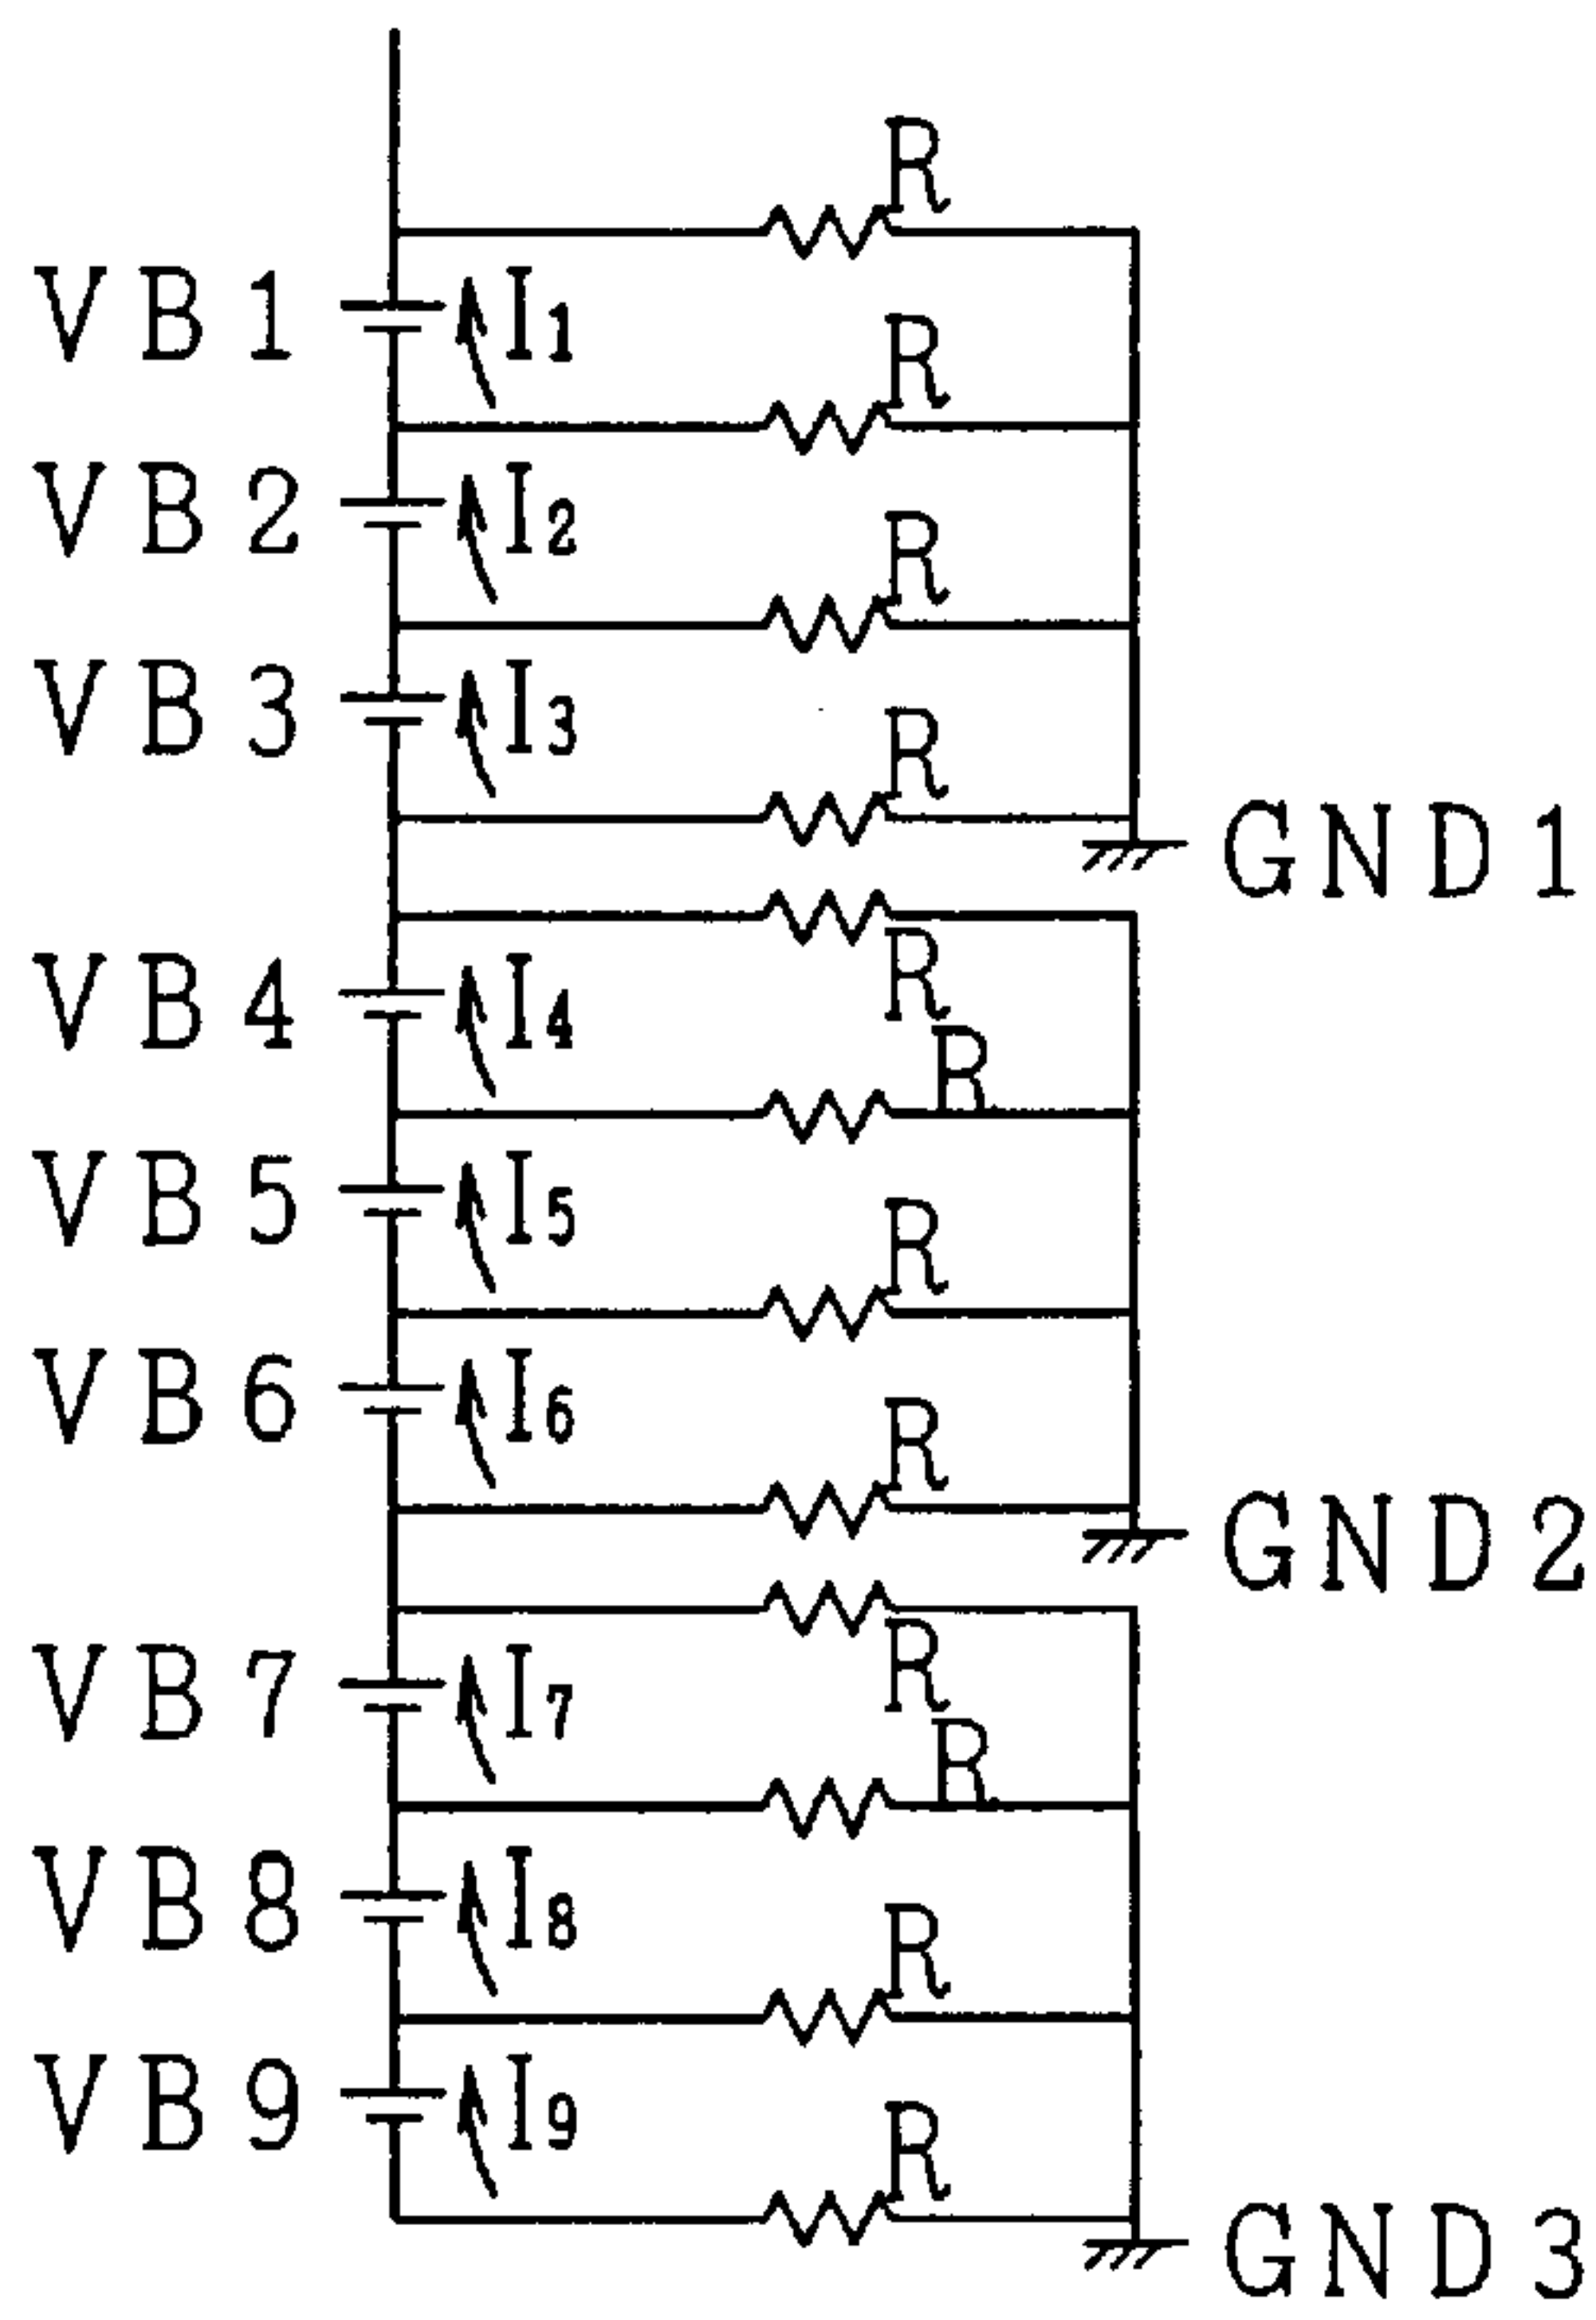 R
VB1 I1
R
VB2 I2
R
VB3 I3
R
GND1
R
VB4 I4
R
VB5 I5
R
VB6 I6
R
GND2
R
VB7 I7
R
VB8 I8
R
VB9 I9
R
GND3